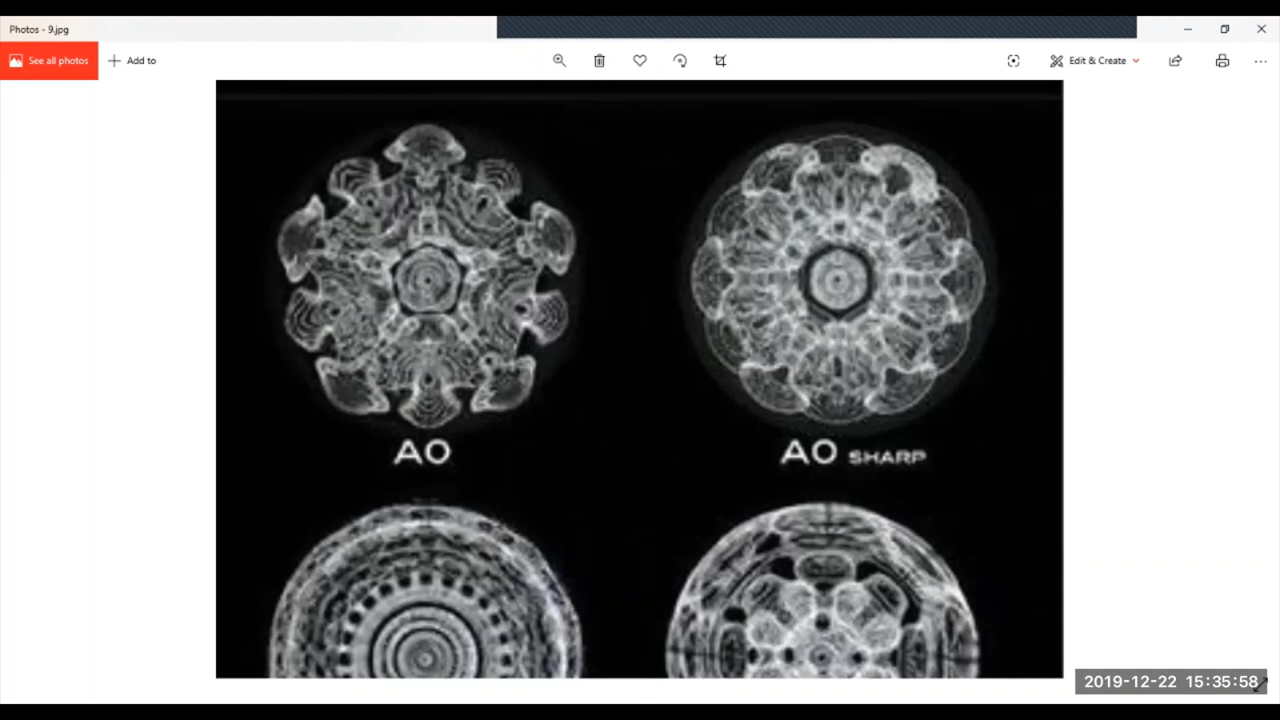 Photos - 9.jpg
See all photos
Add to
Edit & Create
AO
AO SHARP
2019-12-22 15:35:58